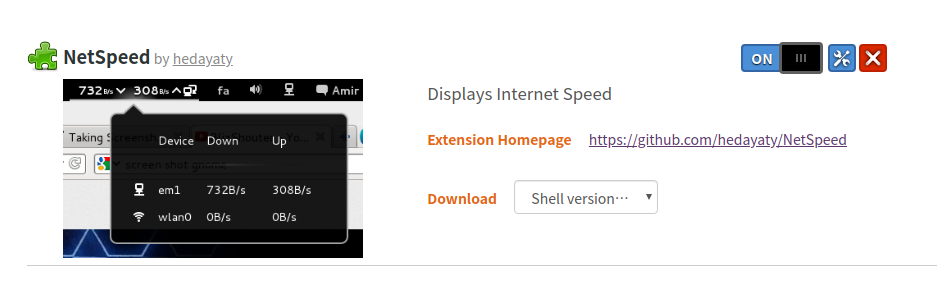 NetSpeed by hedayaty
ON
732 B/s 308 B/s fa Amir
Displays Internet Speed
Taking Screensh
Device Down Up
Extension Homepage https://github.com/hedayaty/NetSpeed
screen shot gnome
em1 732B/s 308B/s
Download Shell version⋯
wlan0 0B/s 0B/s